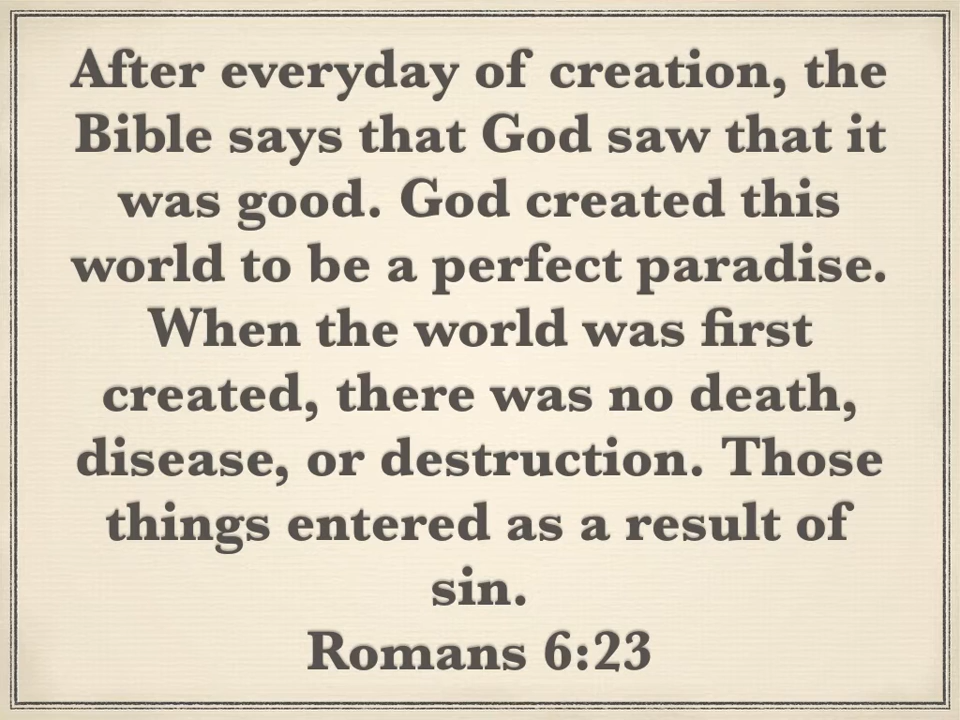 After everyday of creation, the
Bible says that God saw that it
was good. God created this
world to be a perfect paradise.
When the world was first
created, there was no death,
disease, or destruction. Those
things entered as a result of
sin.
Romans 6:23